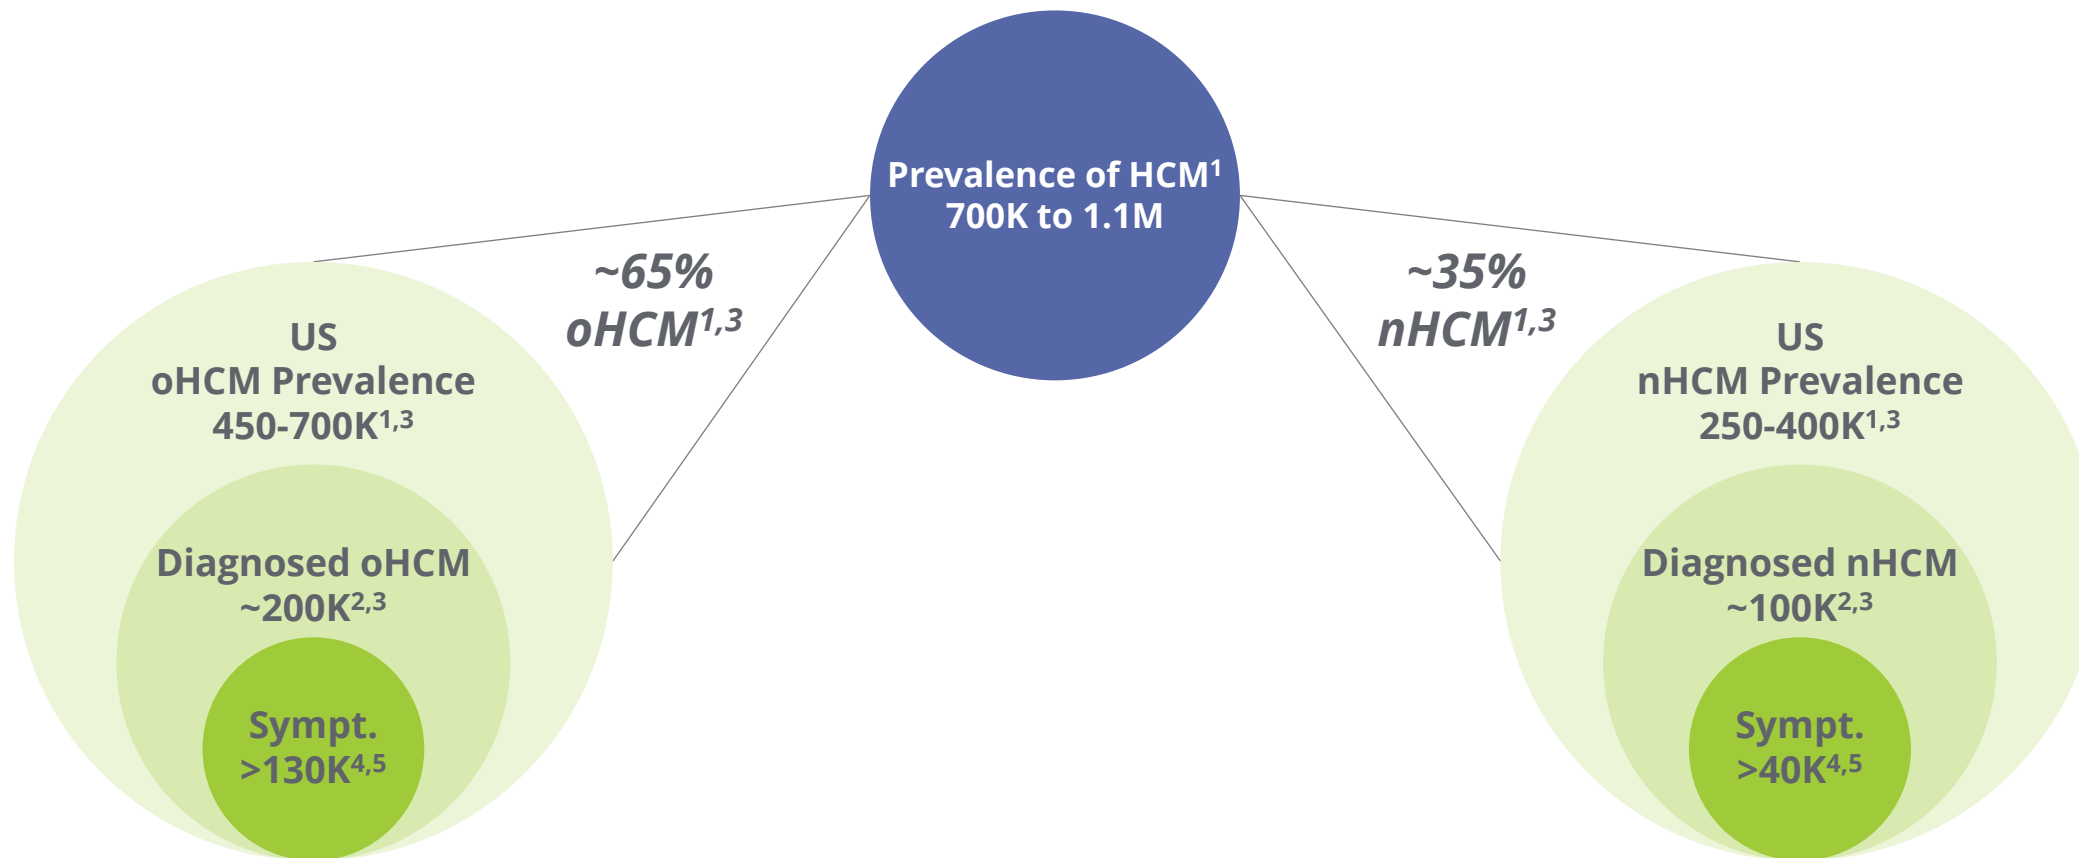 Prevalence of HCM¹
700K to 1.1M
~65%
oHCM¹,³
~35%
nHCM¹,³
US
oHCM Prevalence
450-700K¹,³
Diagnosed oHCM
~200K²,³
Sympt.
>130K⁴,⁵
US
nHCM Prevalence
250-400K¹,³
Diagnosed nHCM
~100K²,³
Sympt.
>40K⁴,⁵